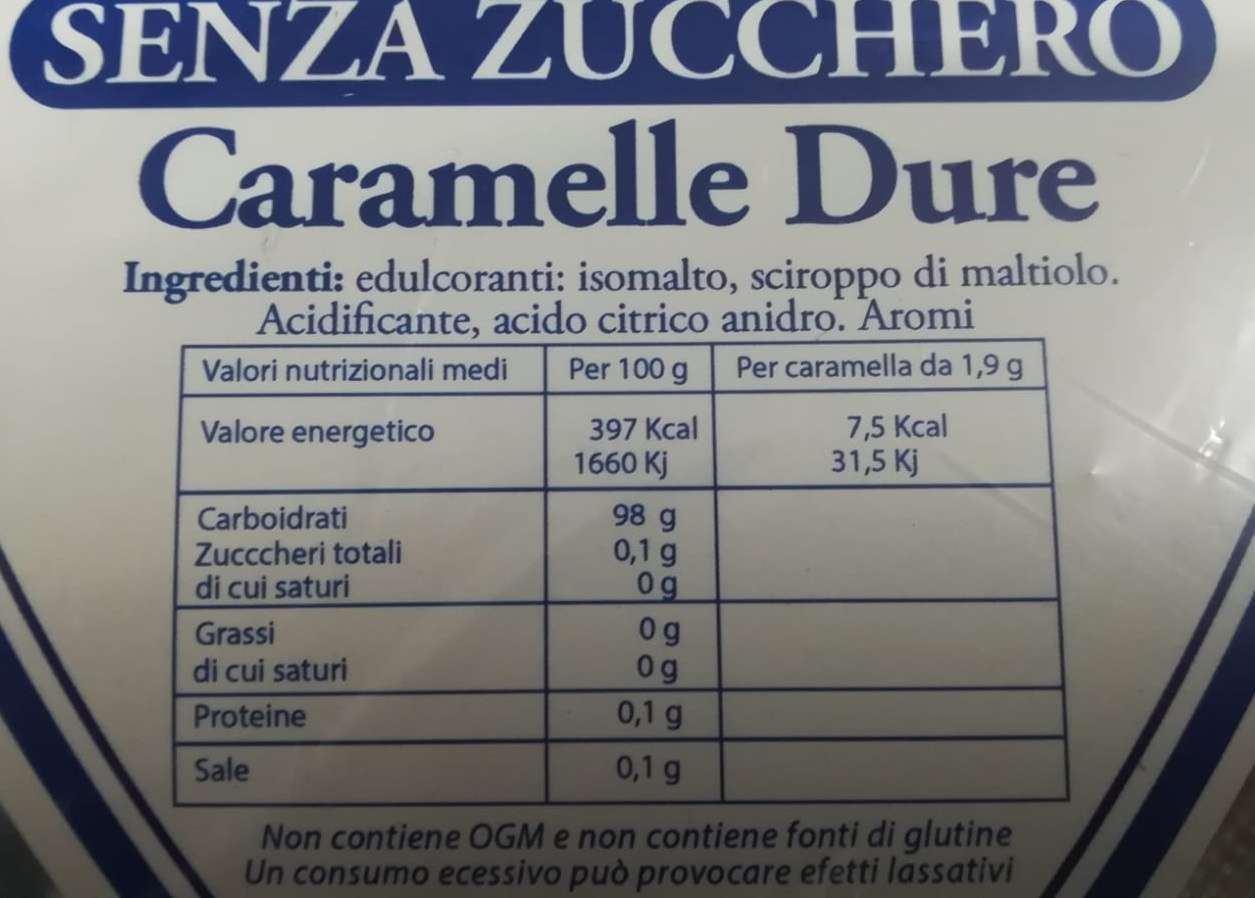 SENZA ZUCCHERO
Caramelle Dure
Ingredienti: edulcoranti: isomalto, sciroppo di maltiolo.
Acidificante, acido citrico anidro. Aromi
Valori nutrizionali medi Per 100 g Per caramella da 1,9 g
Valore energetico 397 Kcal 7,5 Kcal
1660 Kj 31,5 Kj
Carboidrati 98 g
Zucccheri totali 0,1 g
di cui saturi 0 g
Grassi 0 g
di cui saturi 0 g
Proteine 0,1 g
Sale 0,1 g
Non contiene OGM e non contiene fonti di glutine
Un consumo ecessivo può provocare efetti lassativi